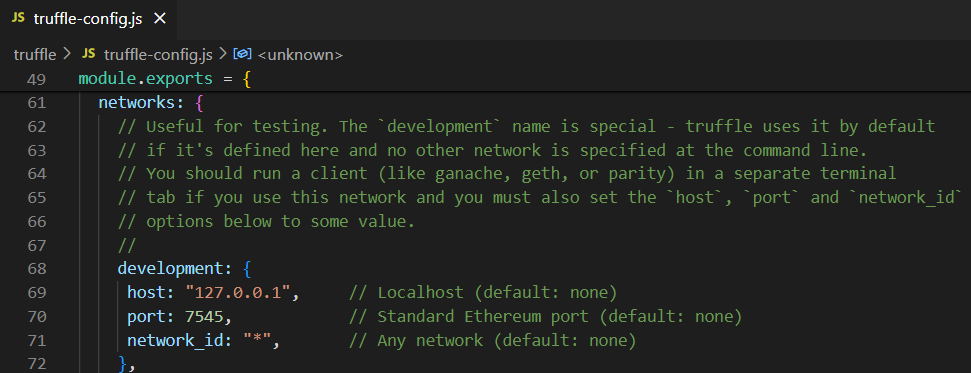 JS truffle-config.js ×
truffle > JS truffle-config.js > <unknown>
49 module.exports = {
61 networks: {
62 // Useful for testing. The `development` name is special - truffle uses it by default
63 // if it's defined here and no other network is specified at the command line.
64 // You should run a client (like ganache, geth, or parity) in a separate terminal
65 // tab if you use this network and you must also set the `host`, `port` and `network_id`
66 // options below to some value.
67 //
68 development: {
69 host: "127.0.0.1", // Localhost (default: none)
70 port: 7545, // Standard Ethereum port (default: none)
71 network_id: "*", // Any network (default: none)
72 },